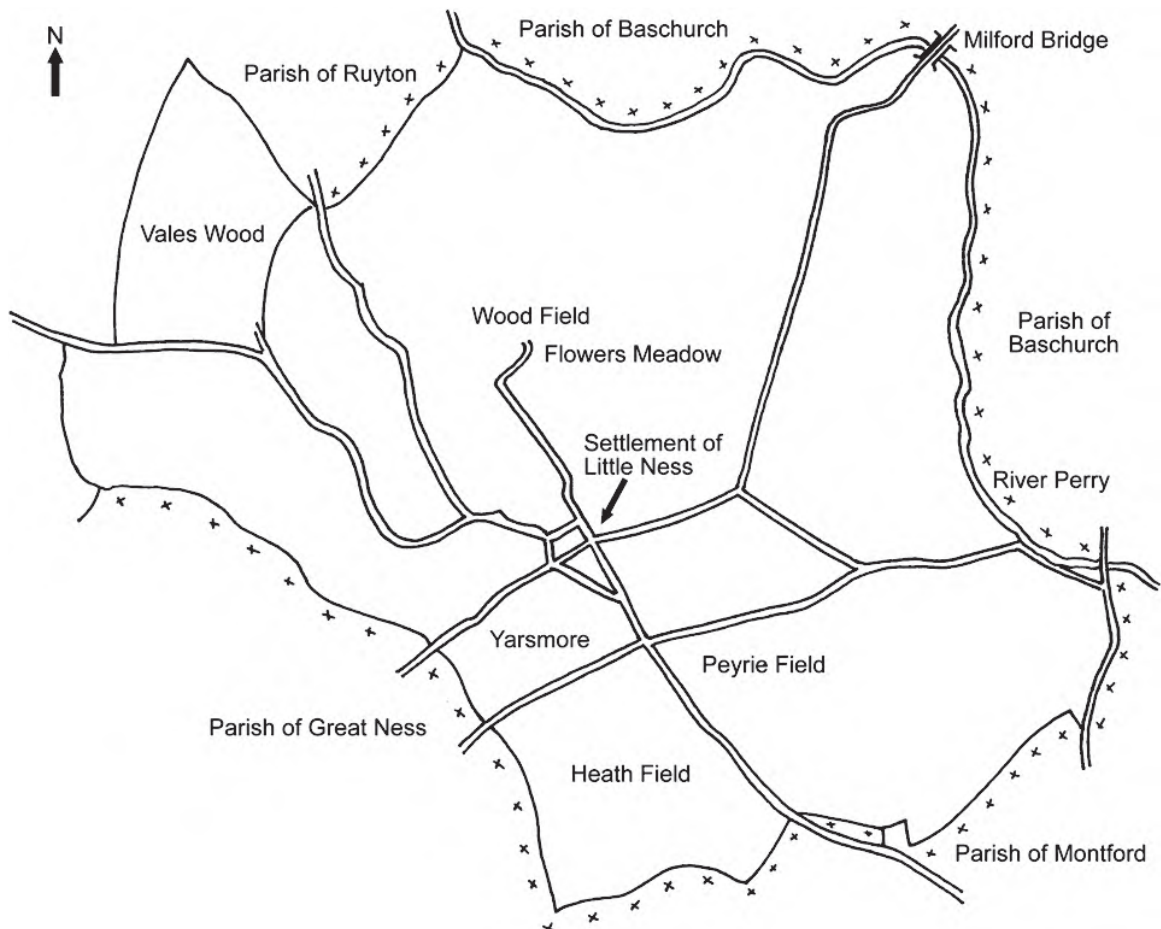 N
Parish of Baschurch
Milford Bridge
Parish of Ruyton
Vales Wood
Wood Field
Flowers Meadow
Parish of
Baschurch
Settlement of
Little Ness
River Perry
Yarsmore
Peyrie Field
Parish of Great Ness
Heath Field
Parish of Montford